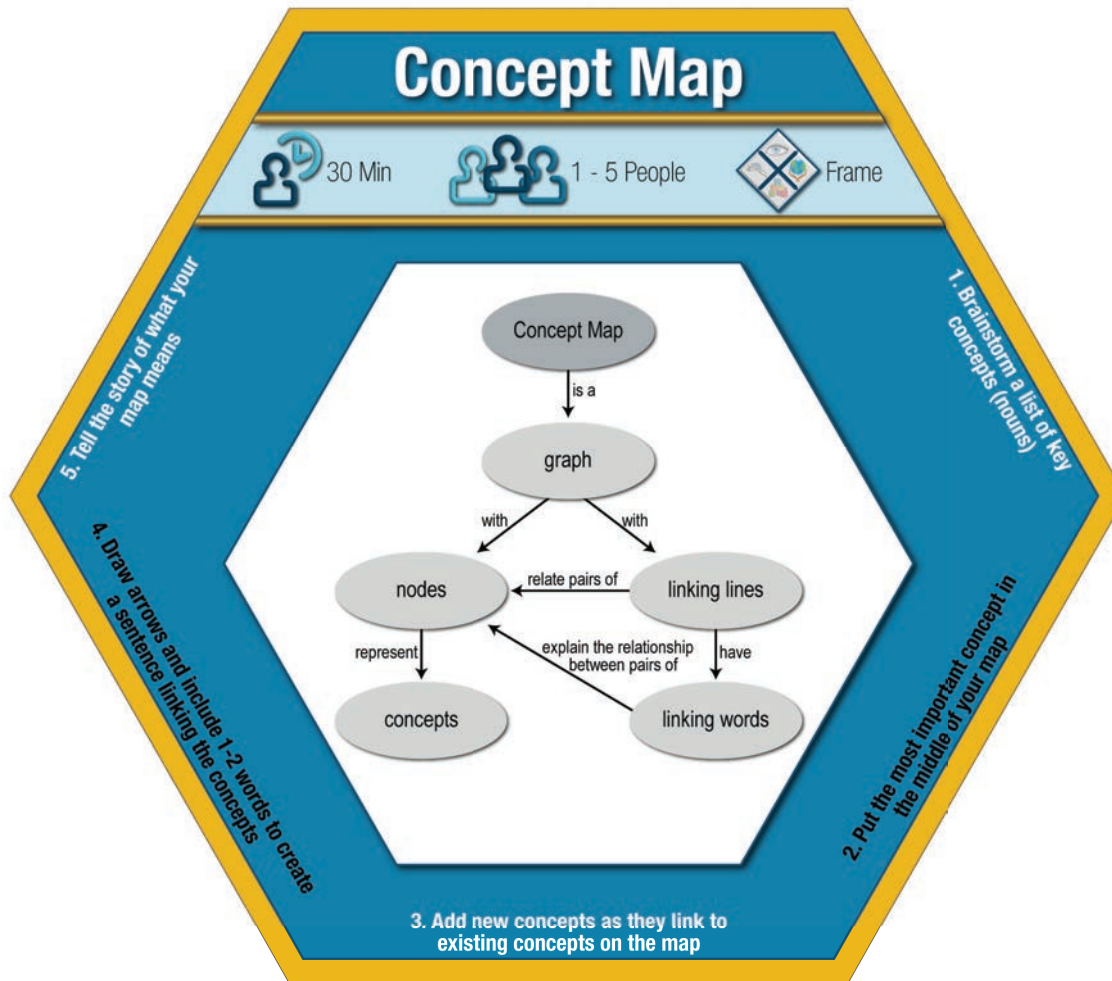 Concept Map
30 Min
1 - 5 People
Frame
1. Brainstorm a list of key
concepts (nouns)
2. Put the most important concept in
the middle of your map
3. Add new concepts as they link to
existing concepts on the map
4. Draw arrows and include 1-2 words to create
a sentence linking the concepts
5. Tell the story of what your
map means
Concept Map
is a
graph
with
with
nodes
relate pairs of
linking lines
represent
explain the relationship
between pairs of
have
concepts
linking words